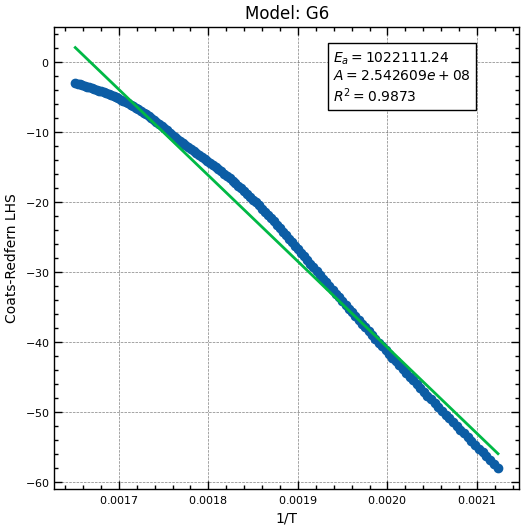 Model: G6
E_a = 1022111.24
A = 2.542609e + 08
R² = 0.9873
0
−10
−20
−30
−40
−50
−60
Coats-Redfern LHS
0.0017 0.0018 0.0019 0.0020 0.0021
1/T